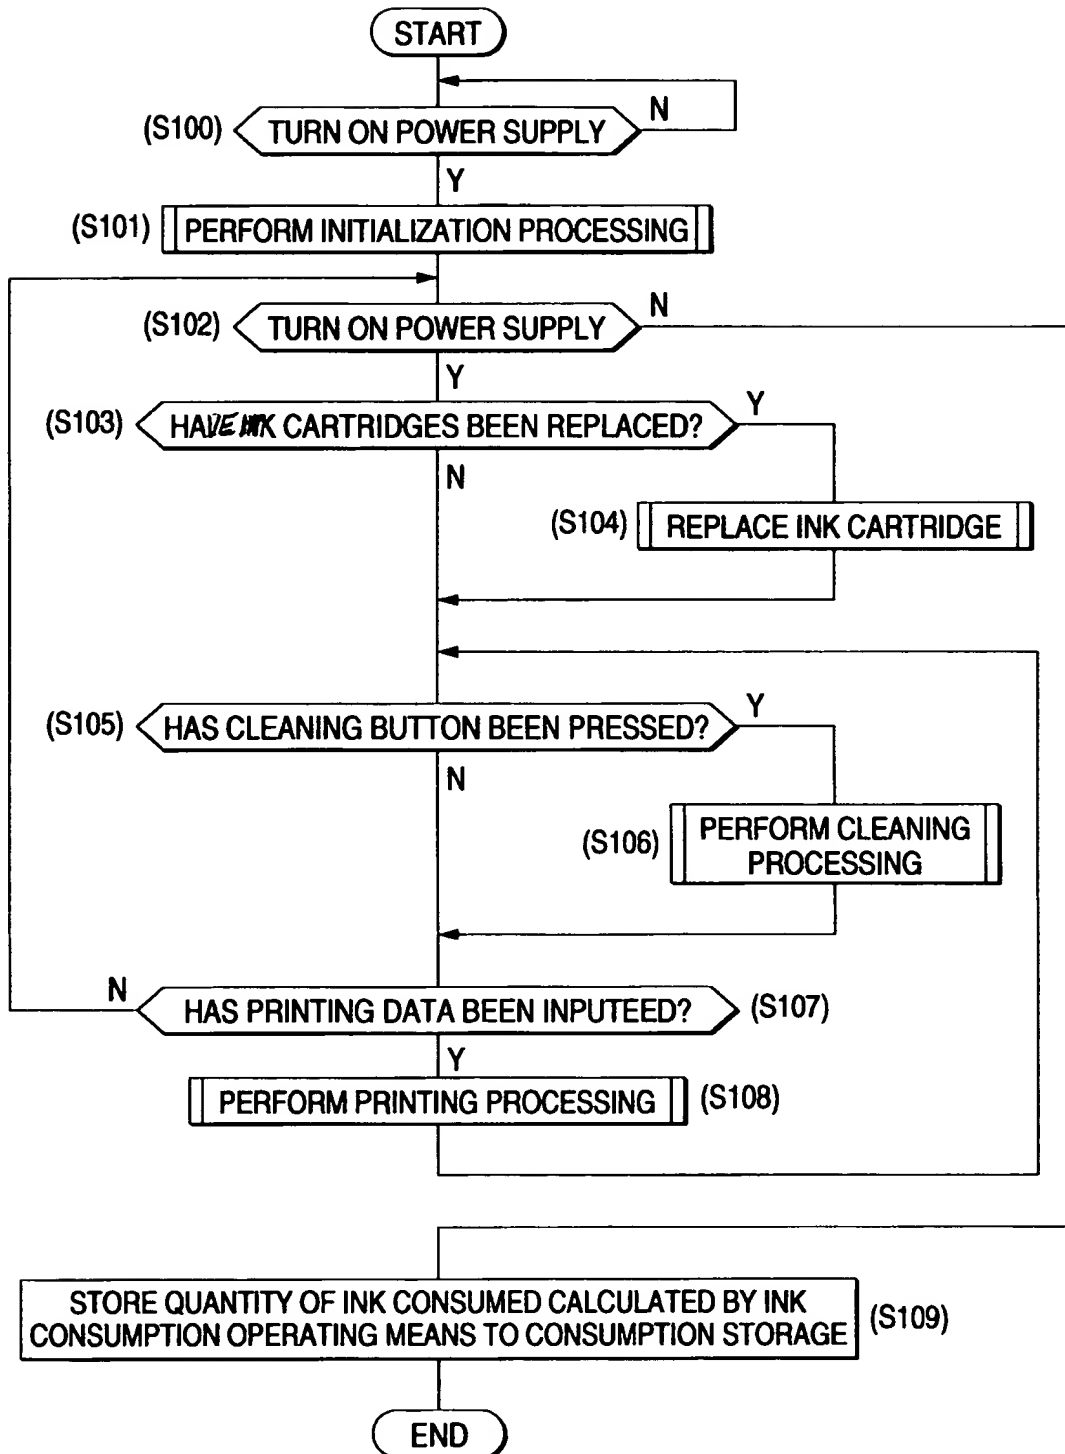 START
N
(S100) TURN ON POWER SUPPLY
Y
(S101) PERFORM INITIALIZATION PROCESSING
N
(S102) TURN ON POWER SUPPLY
Y
Y
(S103) HAVE INK CARTRIDGES BEEN REPLACED?
N
(S104) REPLACE INK CARTRIDGE
Y
(S105) HAS CLEANING BUTTON BEEN PRESSED?
N
(S106) PERFORM CLEANING
PROCESSING
N
HAS PRINTING DATA BEEN INPUTEED? (S107)
Y
PERFORM PRINTING PROCESSING (S108)
STORE QUANTITY OF INK CONSUMED CALCULATED BY INK
CONSUMPTION OPERATING MEANS TO CONSUMPTION STORAGE (S109)
END